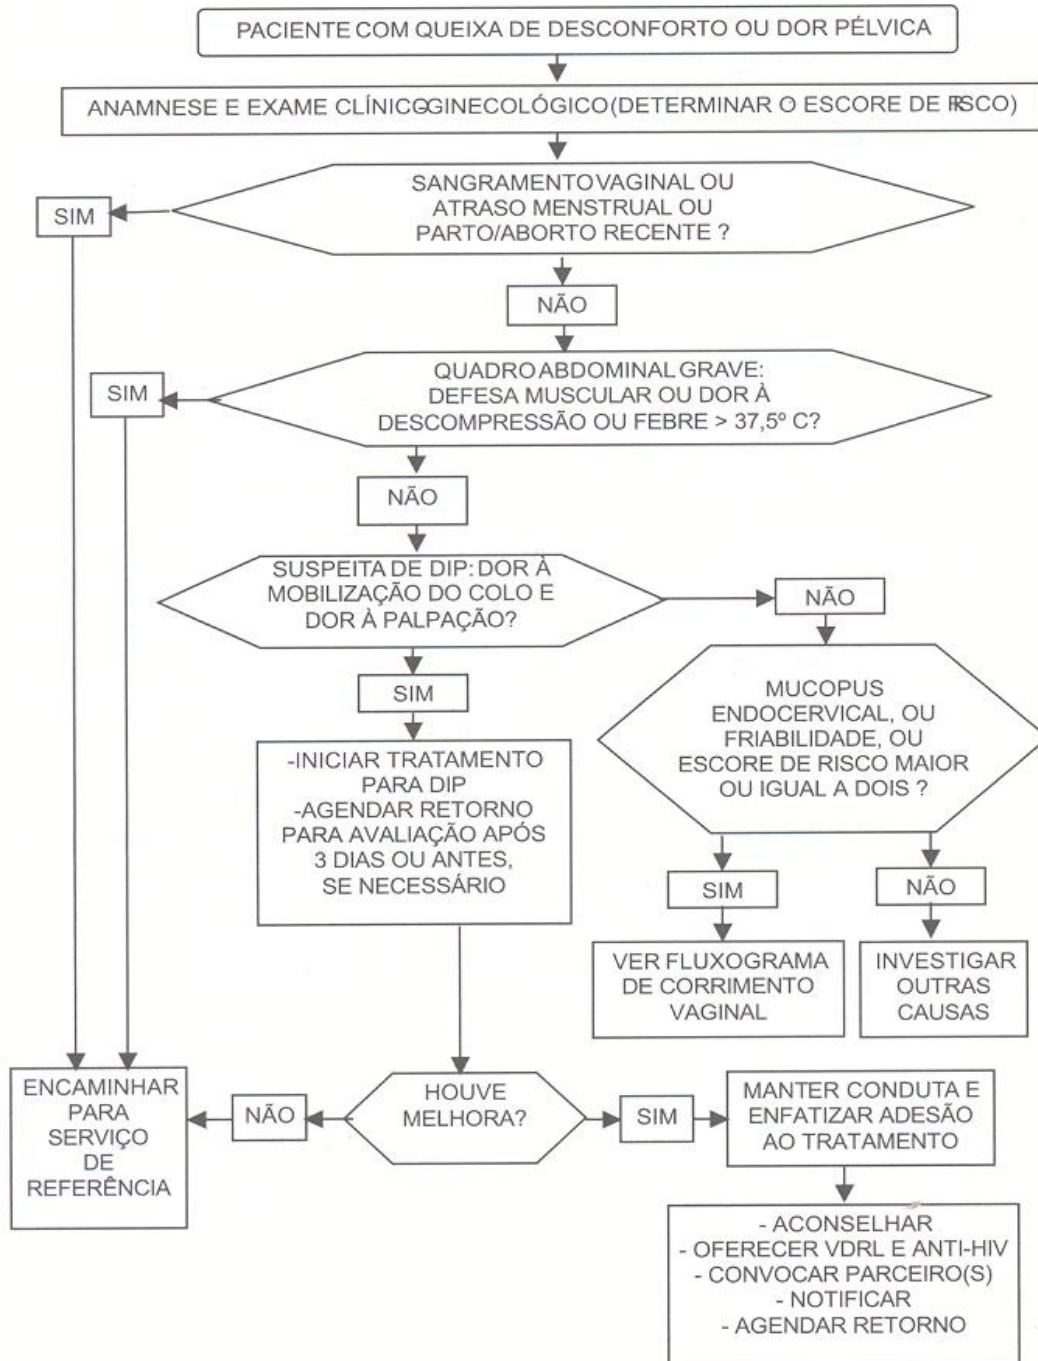 PACIENTE COM QUEIXA DE DESCONFORTO OU DOR PÉLVICA
ANAMNESE E EXAME CLÍNICO-GINECOLÓGICO (DETERMINAR O ESCORE DE RISCO)
SANGRAMENTO VAGINAL OU
ATRASO MENSTRUAL OU
PARTO/ABORTO RECENTE ?
SIM
NÃO
QUADRO ABDOMINAL GRAVE:
DEFESA MUSCULAR OU DOR À
DESCOMPRESSÃO OU FEBRE > 37,5º C?
SIM
NÃO
SUSPEITA DE DIP: DOR À
MOBILIZAÇÃO DO COLO E
DOR À PALPAÇÃO?
NÃO
SIM
MUCOPUS
ENDOCERVICAL, OU
FRIABILIDADE, OU
ESCORE DE RISCO MAIOR
OU IGUAL A DOIS ?
-INICIAR TRATAMENTO
PARA DIP
-AGENDAR RETORNO
PARA AVALIAÇÃO APÓS
3 DIAS OU ANTES,
SE NECESSÁRIO
SIM
NÃO
VER FLUXOGRAMA
DE CORRIMENTO
VAGINAL
INVESTIGAR
OUTRAS
CAUSAS
ENCAMINHAR
PARA
SERVIÇO
DE
REFERÊNCIA
NÃO
HOUVE
MELHORA?
SIM
MANTER CONDUTA E
ENFATIZAR ADESÃO
AO TRATAMENTO
- ACONSELHAR
- OFERECER VDRL E ANTI-HIV
- CONVOCAR PARCEIRO(S)
- NOTIFICAR
- AGENDAR RETORNO